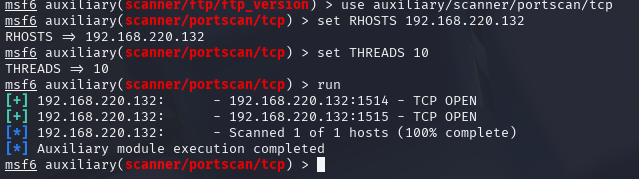 msf6 auxiliary(scanner/ftp/ftp_version) > use auxiliary/scanner/portscan/tcp
msf6 auxiliary(scanner/portscan/tcp) > set RHOSTS 192.168.220.132
RHOSTS ⇒ 192.168.220.132
msf6 auxiliary(scanner/portscan/tcp) > set THREADS 10
THREADS ⇒ 10
msf6 auxiliary(scanner/portscan/tcp) > run
[+] 192.168.220.132:      - 192.168.220.132:1514 - TCP OPEN
[+] 192.168.220.132:      - 192.168.220.132:1515 - TCP OPEN
[*] 192.168.220.132:      - Scanned 1 of 1 hosts (100% complete)
[*] Auxiliary module execution completed
msf6 auxiliary(scanner/portscan/tcp) >